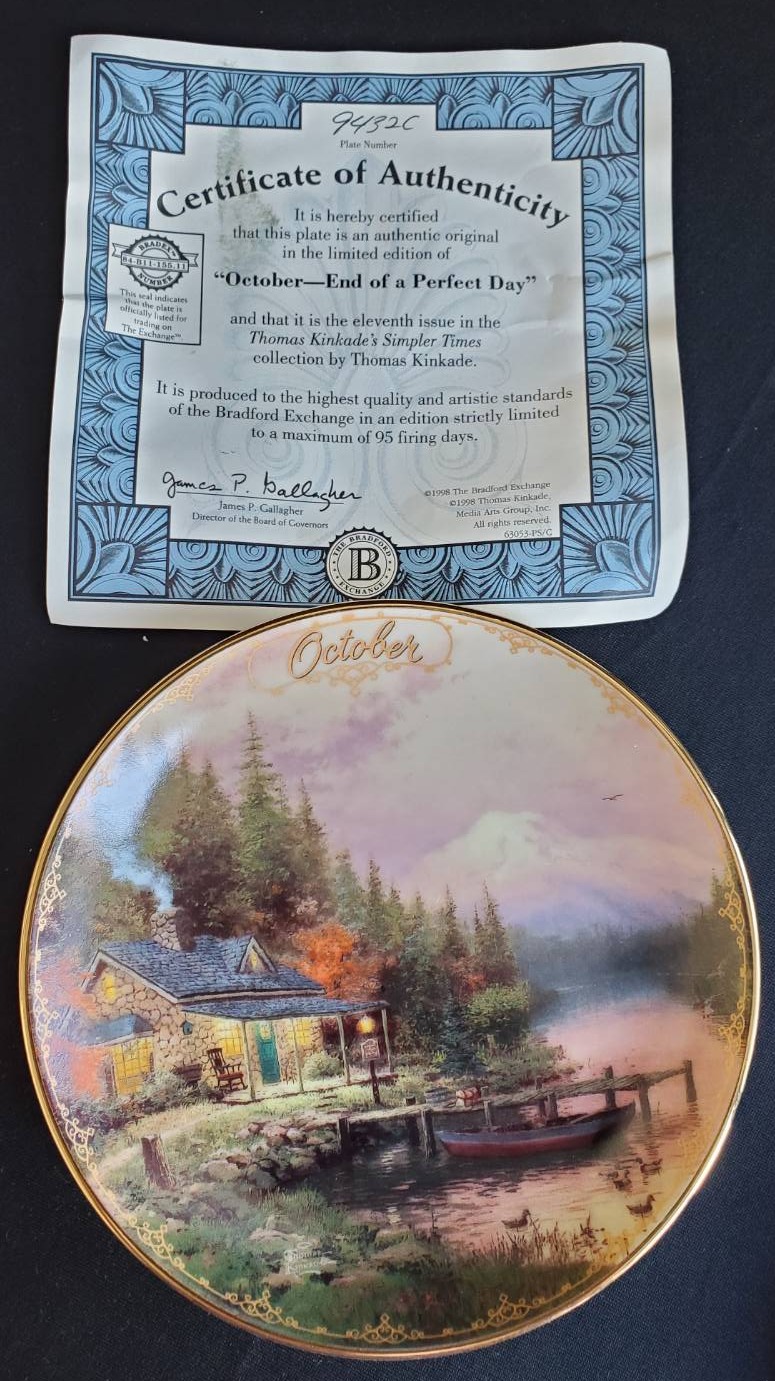 9432C
Plate Number
Certificate of Authenticity
It is hereby certified
that this plate is an authentic original
in the limited edition of
“October—End of a Perfect Day”
and that it is the eleventh issue in the
Thomas Kinkade's Simpler Times
collection by Thomas Kinkade.
It is produced to the highest quality and artistic standards
of the Bradford Exchange in an edition strictly limited
to a maximum of 95 firing days.
BRADEX™
84-B11-155.11
NUMBER
This seal indicates
that the plate is
officially listed for
trading on
The Exchange℠.
James P. Gallagher
James P. Gallagher
Director of the Board of Governors
©1998 The Bradford Exchange
©1998 Thomas Kinkade,
Media Arts Group, Inc.
All rights reserved.
63053-PS/C
THE BRADFORD
B
EXCHANGE
October
Thomas
Kinkade